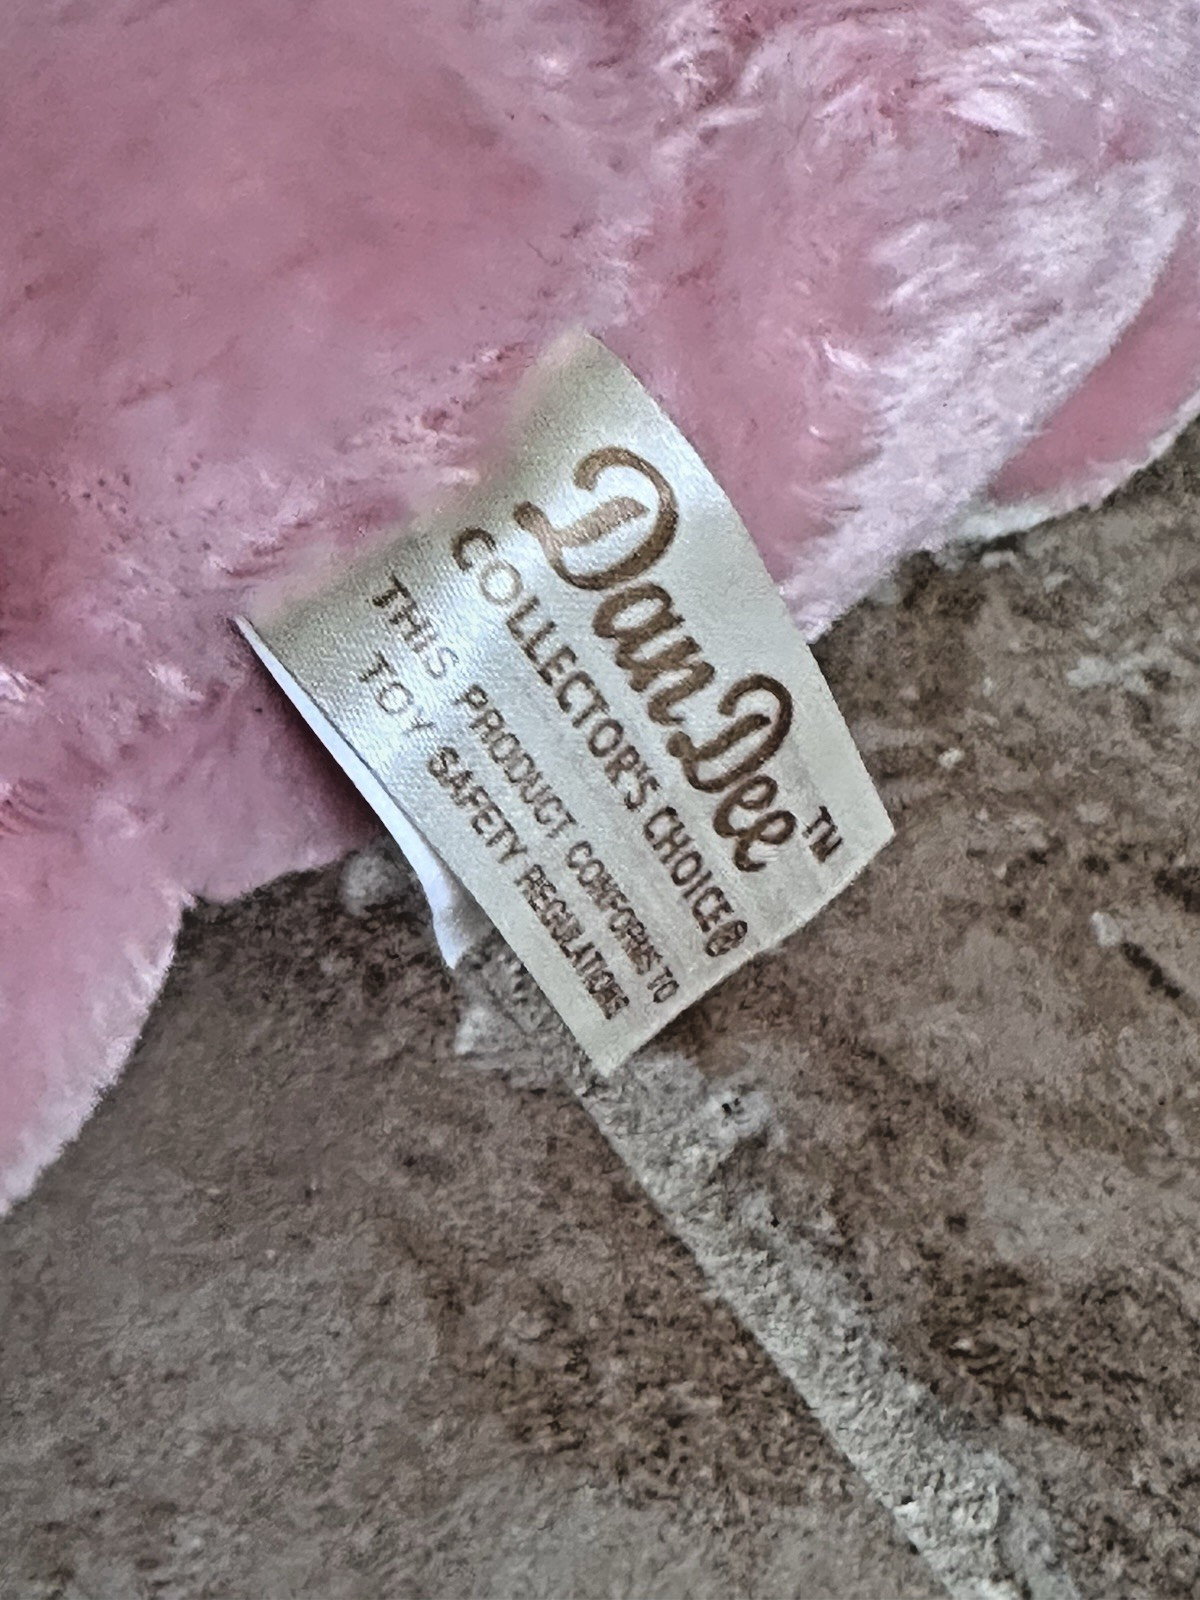 Dan Dee™
COLLECTOR'S CHOICE®
THIS PRODUCT CONFORMS TO
TOY SAFETY REGULATIONS